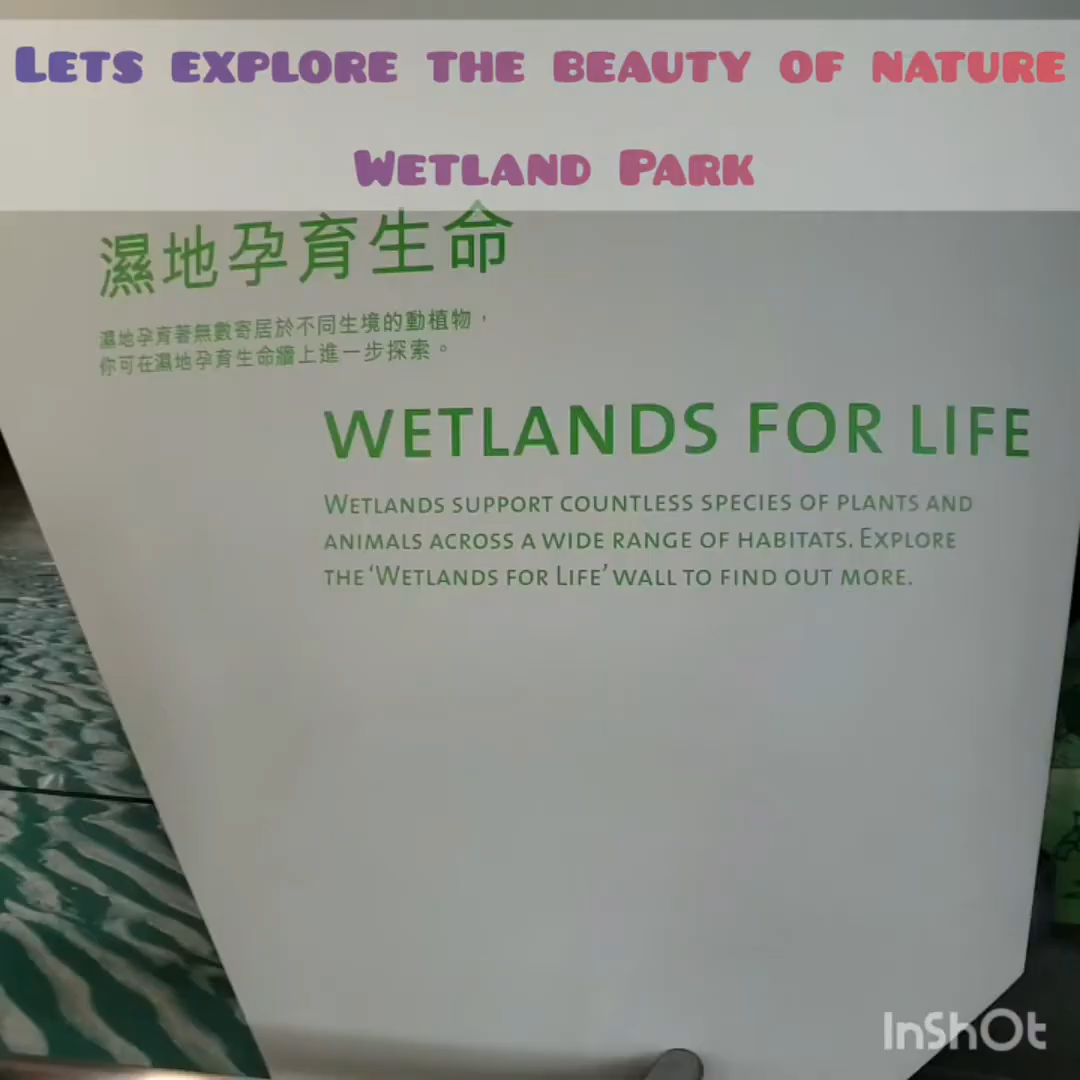 Lets explore the beauty of nature
Wetland Park
濕地孕育生命
濕地孕育著無數寄居於不同生境的動植物，
你可在濕地孕育生命牆上進一步探索。
Wetlands for Life
Wetlands support countless species of plants and
animals across a wide range of habitats. Explore
the ‘Wetlands for Life’ wall to find out more.
InShOt